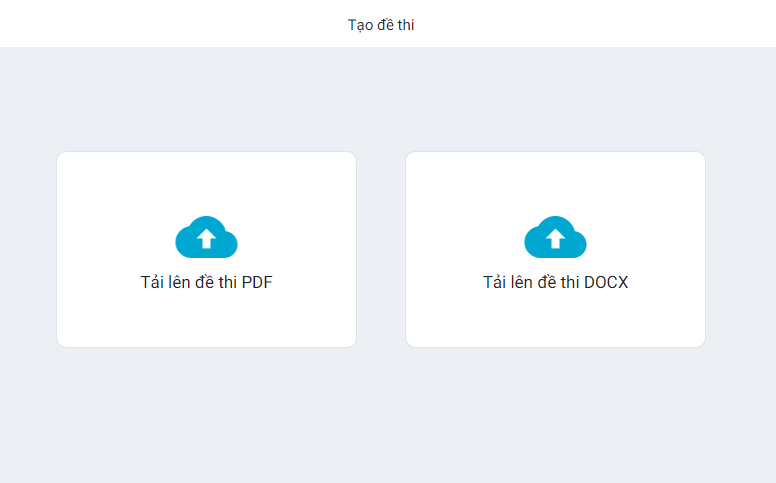 Tạo đề thi
Tải lên đề thi PDF
Tải lên đề thi DOCX